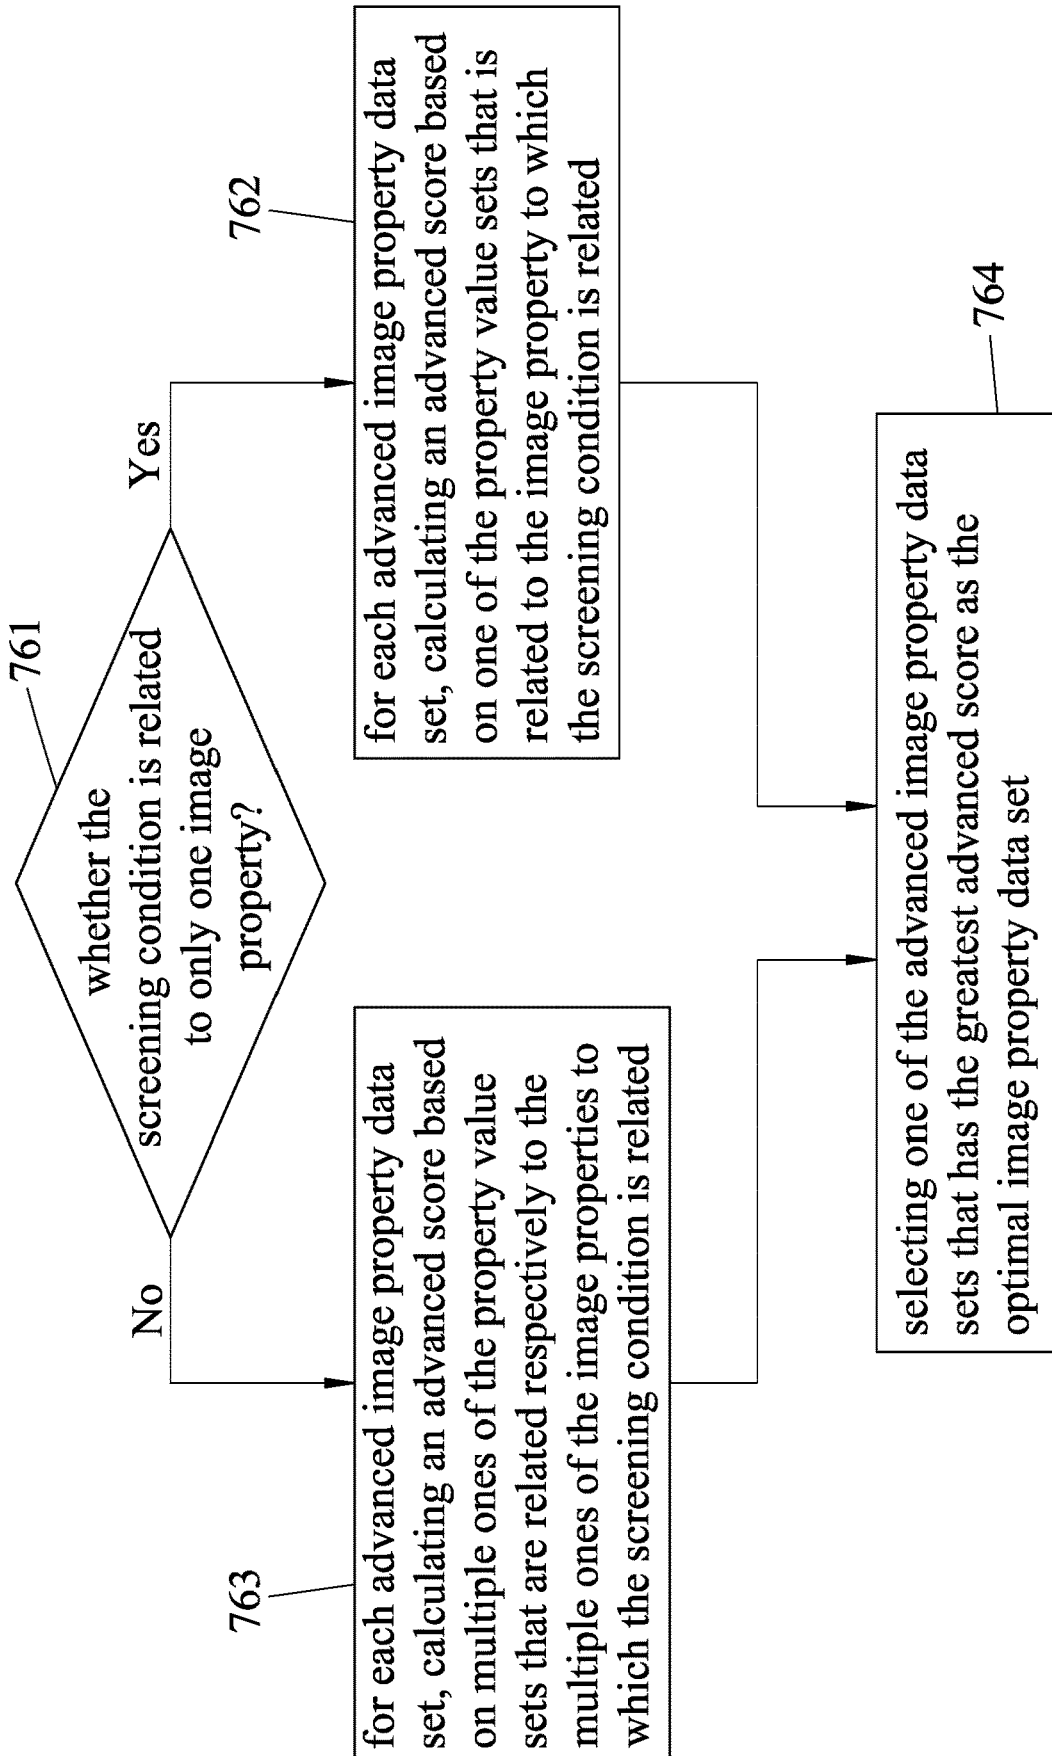 761
whether the
screening condition is related
to only one image
property?
No
Yes
763
for each advanced image property data
set, calculating an advanced score based
on multiple ones of the property value
sets that are related respectively to the
multiple ones of the image properties to
which the screening condition is related
762
for each advanced image property data
set, calculating an advanced score based
on one of the property value sets that is
related to the image property to which
the screening condition is related
764
selecting one of the advanced image property data
sets that has the greatest advanced score as the
optimal image property data set